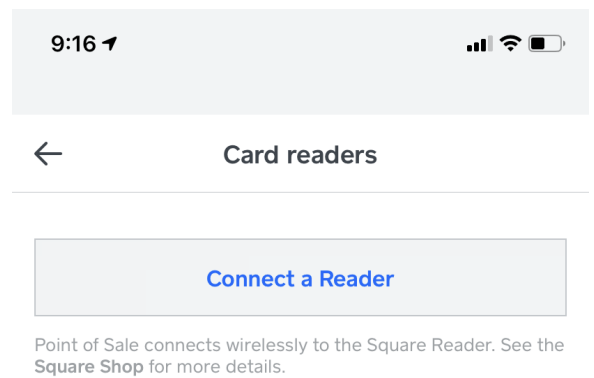 9:16
Card readers
Connect a Reader
Point of Sale connects wirelessly to the Square Reader. See the
Square Shop for more details.